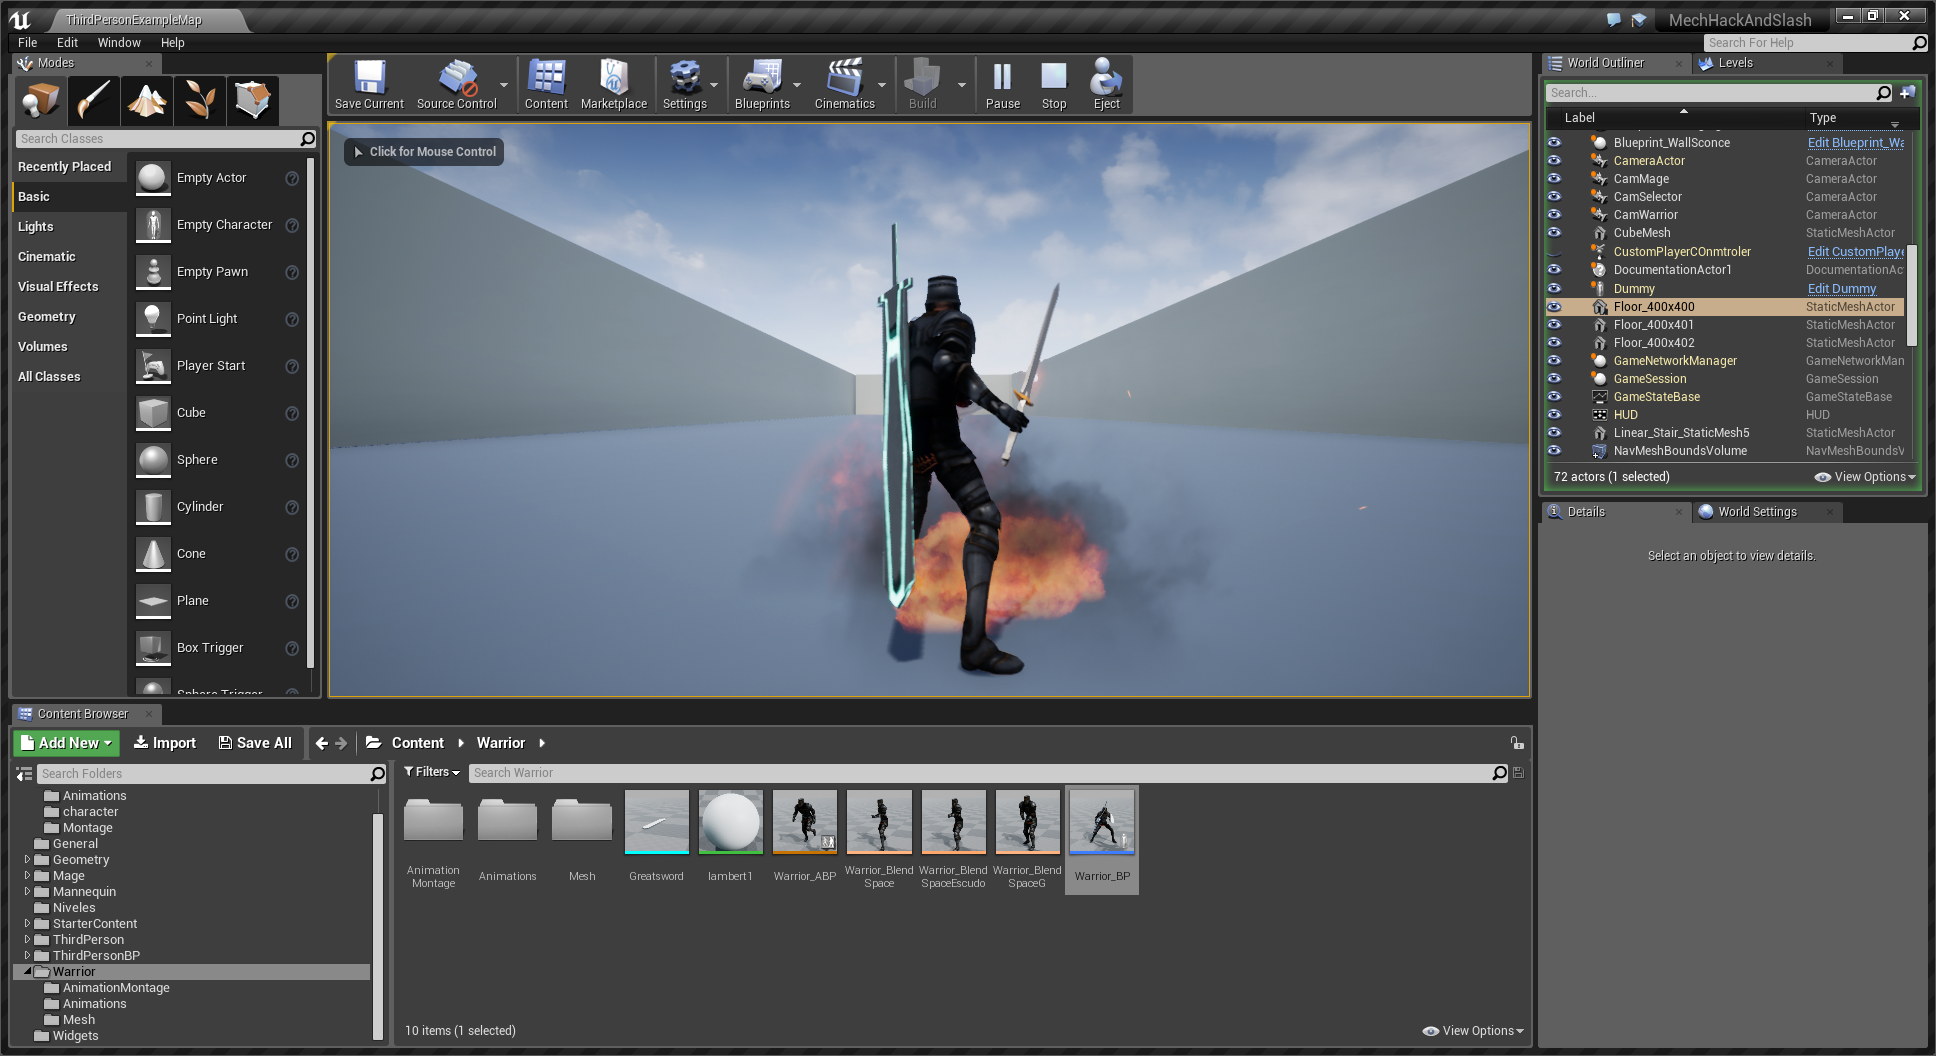 ThirdPersonExampleMap
MechHackAndSlash
File Edit Window Help
Search For Help
Modes
Search Classes
Recently Placed
Basic
Lights
Cinematic
Visual Effects
Geometry
Volumes
All Classes
Empty Actor
Empty Character
Empty Pawn
Point Light
Player Start
Cube
Sphere
Cylinder
Cone
Plane
Box Trigger
Sphere Trigger
Save Current
Source Control
Content
Marketplace
Settings
Blueprints
Cinematics
Build
Pause
Stop
Eject
Click for Mouse Control
World Outliner
Levels
Search...
Label Type
Blueprint_WallSconce Edit Blueprint_Wa
CameraActor CameraActor
CamMage CameraActor
CamSelector CameraActor
CamWarrior CameraActor
CubeMesh StaticMeshActor
CustomPlayerCOnmtroler Edit CustomPlaye
DocumentationActor1 DocumentationAc
Dummy Edit Dummy
Floor_400x400 StaticMeshActor
Floor_400x401 StaticMeshActor
Floor_400x402 StaticMeshActor
GameNetworkManager GameNetworkMan
GameSession GameSession
GameStateBase GameStateBase
HUD HUD
Linear_Stair_StaticMesh5 StaticMeshActor
NavMeshBoundsVolume NavMeshBoundsV
72 actors (1 selected) View Options
Details
World Settings
Select an object to view details.
Content Browser
Add New Import Save All Content Warrior
Search Folders
Animations
character
Montage
General
Geometry
Mage
Mannequin
Niveles
StarterContent
ThirdPerson
ThirdPersonBP
Warrior
AnimationMontage
Animations
Mesh
Widgets
Filters
Search Warrior
Animation
Montage
Animations
Mesh
Greatsword
lambert1
Warrior_ABP
Warrior_Blend
Space
Warrior_Blend
SpaceEscudo
Warrior_Blend
SpaceG
Warrior_BP
10 items (1 selected)
View Options